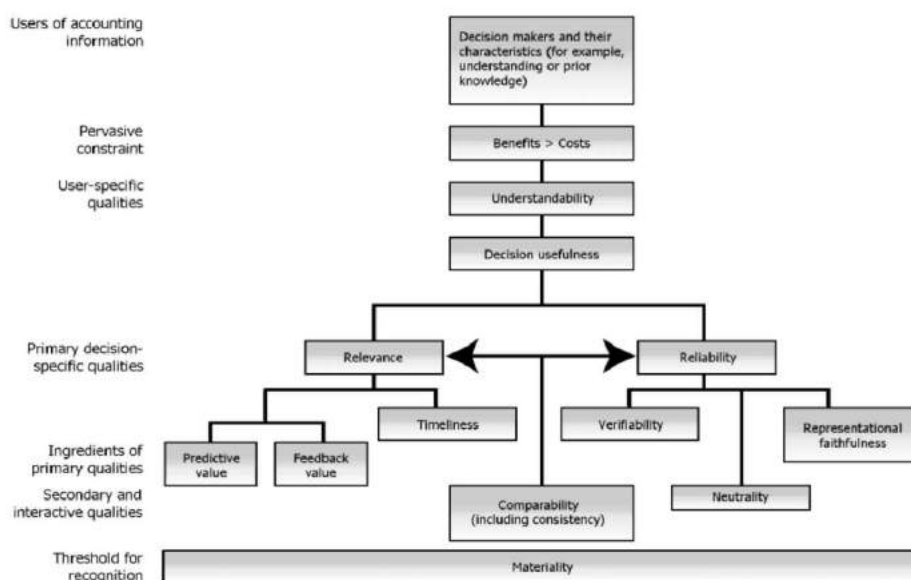 Users of accounting
information
Decision makers and their
characteristics (for example,
understanding or prior
knowledge)
Pervasive
constraint
Benefits > Costs
User-specific
qualities
Understandability
Decision usefulness
Primary decision-
specific qualities
Relevance
Reliability
Timeliness
Verifiability
Representational
faithfulness
Ingredients of
primary qualities
Predictive
value
Feedback
value
Secondary and
interactive qualities
Comparability
(including consistency)
Neutrality
Threshold for
recognition
Materiality